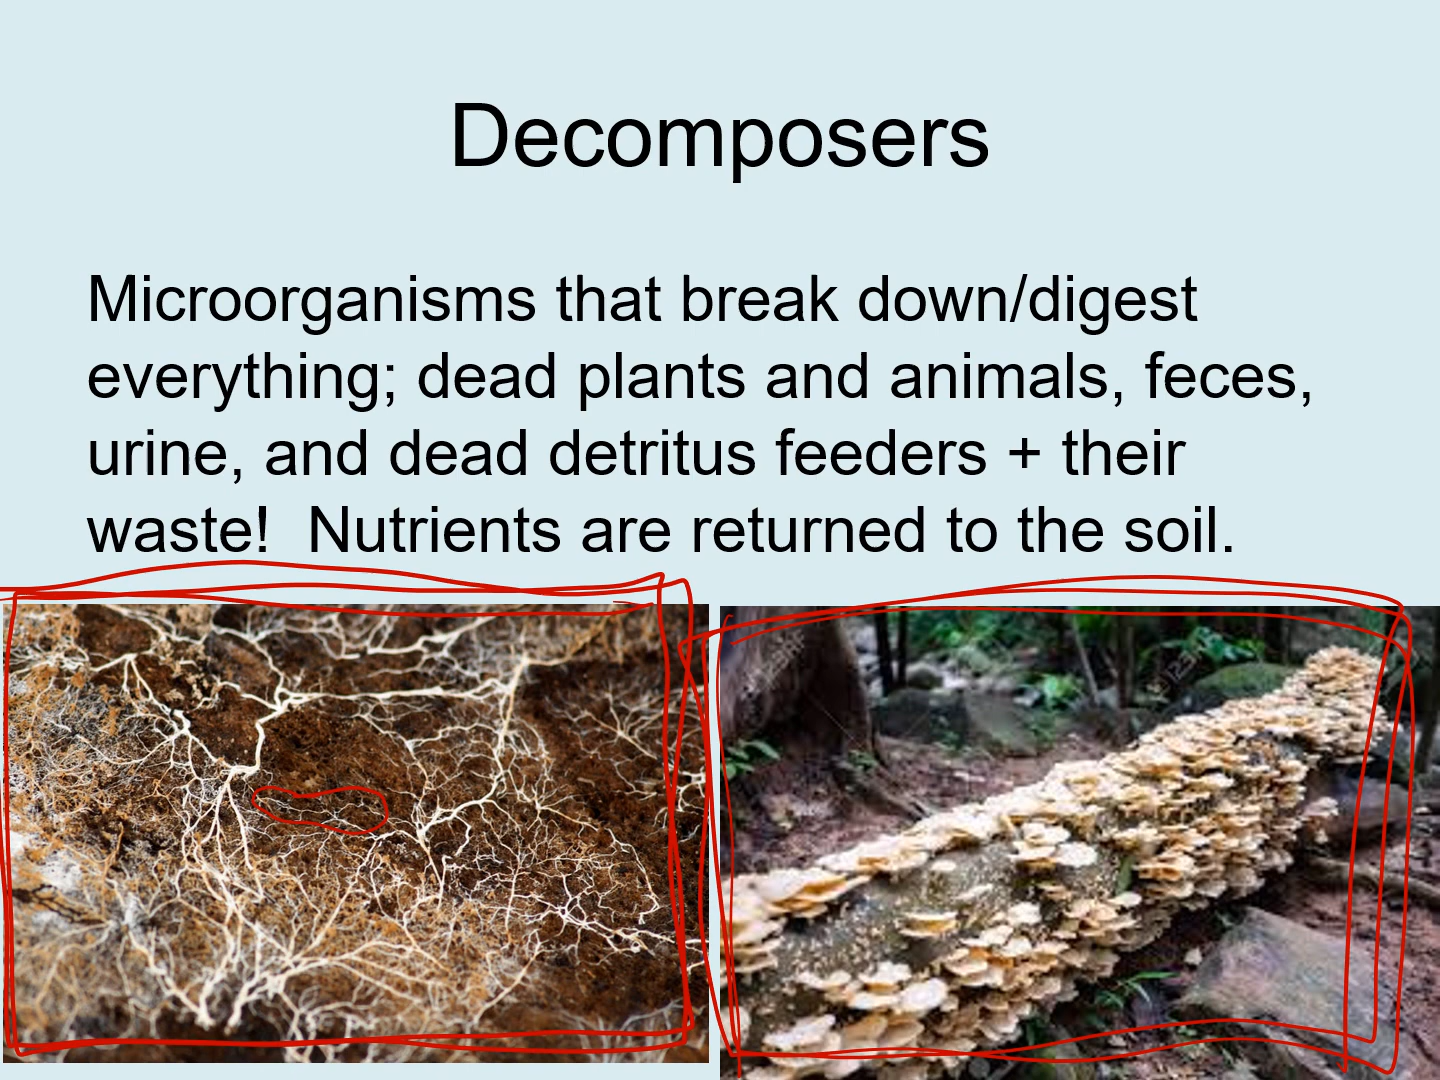 Decomposers
Microorganisms that break down/digest
everything; dead plants and animals, feces,
urine, and dead detritus feeders + their
waste!  Nutrients are returned to the soil.